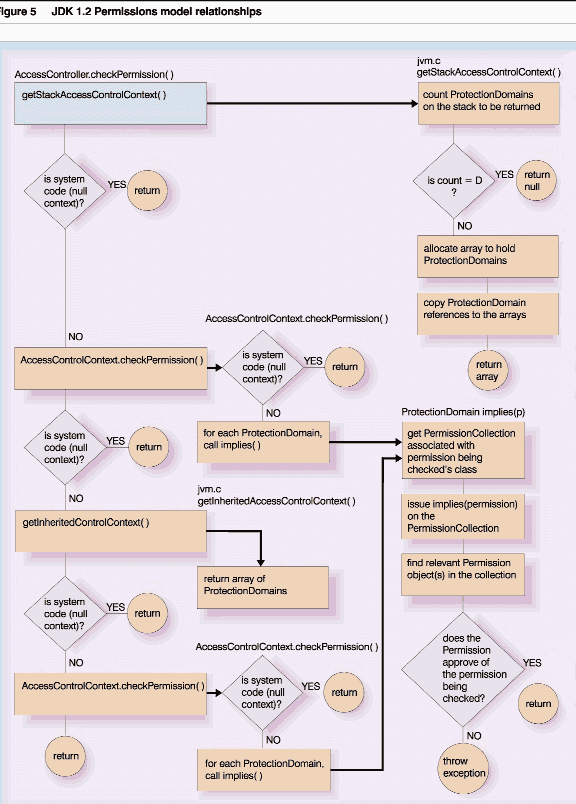 Figure 5 JDK 1.2 Permissions model relationships
AccessController.checkPermission( )
getStackAccessControlContext( )
is system
code (null
context)?
YES
return
NO
AccessControlContext.checkPermission( )
is system
code (null
context)?
YES
return
NO
getInheritedControlContext( )
is system
code (null
context)?
YES
return
NO
AccessControlContext.checkPermission( )
return
AccessControlContext.checkPermission( )
is system
code (null
context)?
YES
return
NO
for each ProtectionDomain,
call implies( )
jvm.c
getInheritedAccessControlContext( )
return array of
ProtectionDomains
AccessControlContext.checkPermission( )
is system
code (null
context)?
YES
return
NO
for each ProtectionDomain,
call implies( )
jvm.c
getStackAccessControlContext( )
count ProtectionDomains
on the stack to be returned
is count = D
?
YES
return
null
NO
allocate array to hold
ProtectionDomains
copy ProtectionDomain
references to the arrays
return
array
ProtectionDomain implies(p)
get PermissionCollection
associated with
permission being
checked's class
issue implies(permission)
on the
PermissionCollection
find relevant Permission
object(s) in the collection
does the
Permission
approve of
the permission
being
checked?
YES
return
NO
throw
exception